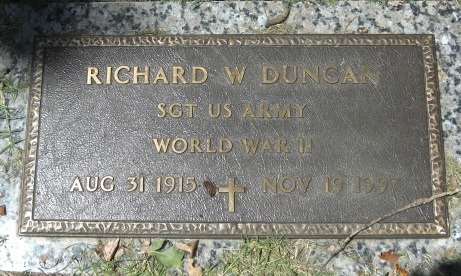 RICHARD W DUNCAN
SGT US ARMY
WORLD WAR II
AUG 31 1915 NOV 19 1997